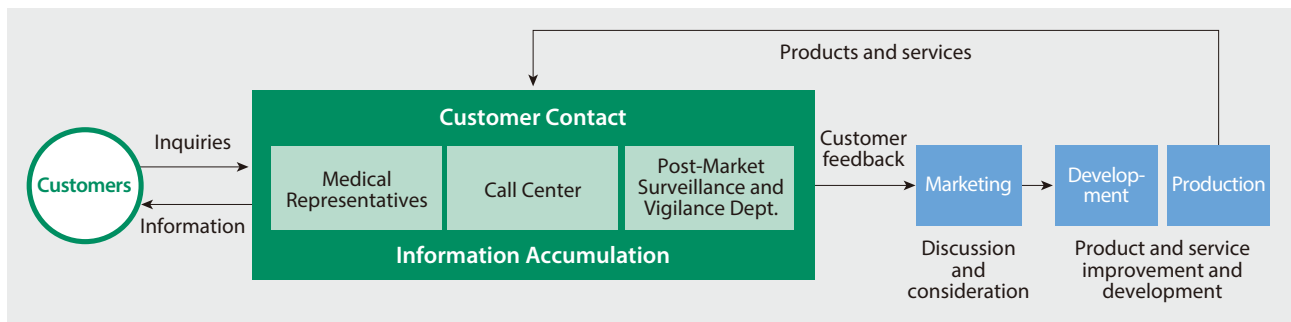 Products and services
Customer Contact
Customers
Inquiries
Information
Medical
Representatives
Call Center
Post-Market
Surveillance and
Vigilance Dept.
Information Accumulation
Customer
feedback
Marketing
Develop-
ment
Production
Discussion
and
consideration
Product and service
improvement and
development